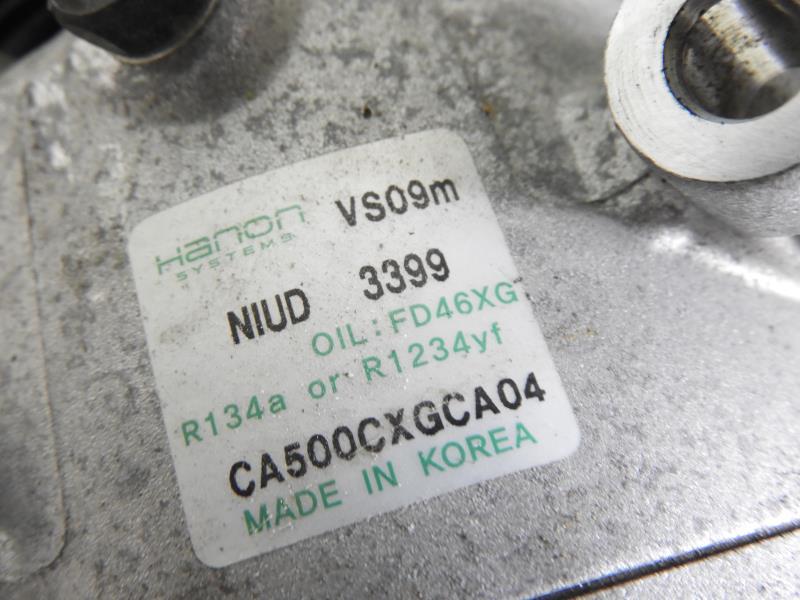 Hanon SYSTEMS VS09m
NIUD 3399
OIL:FD46XG
R134a or R1234yf
CA500CXGCA04
MADE IN KOREA